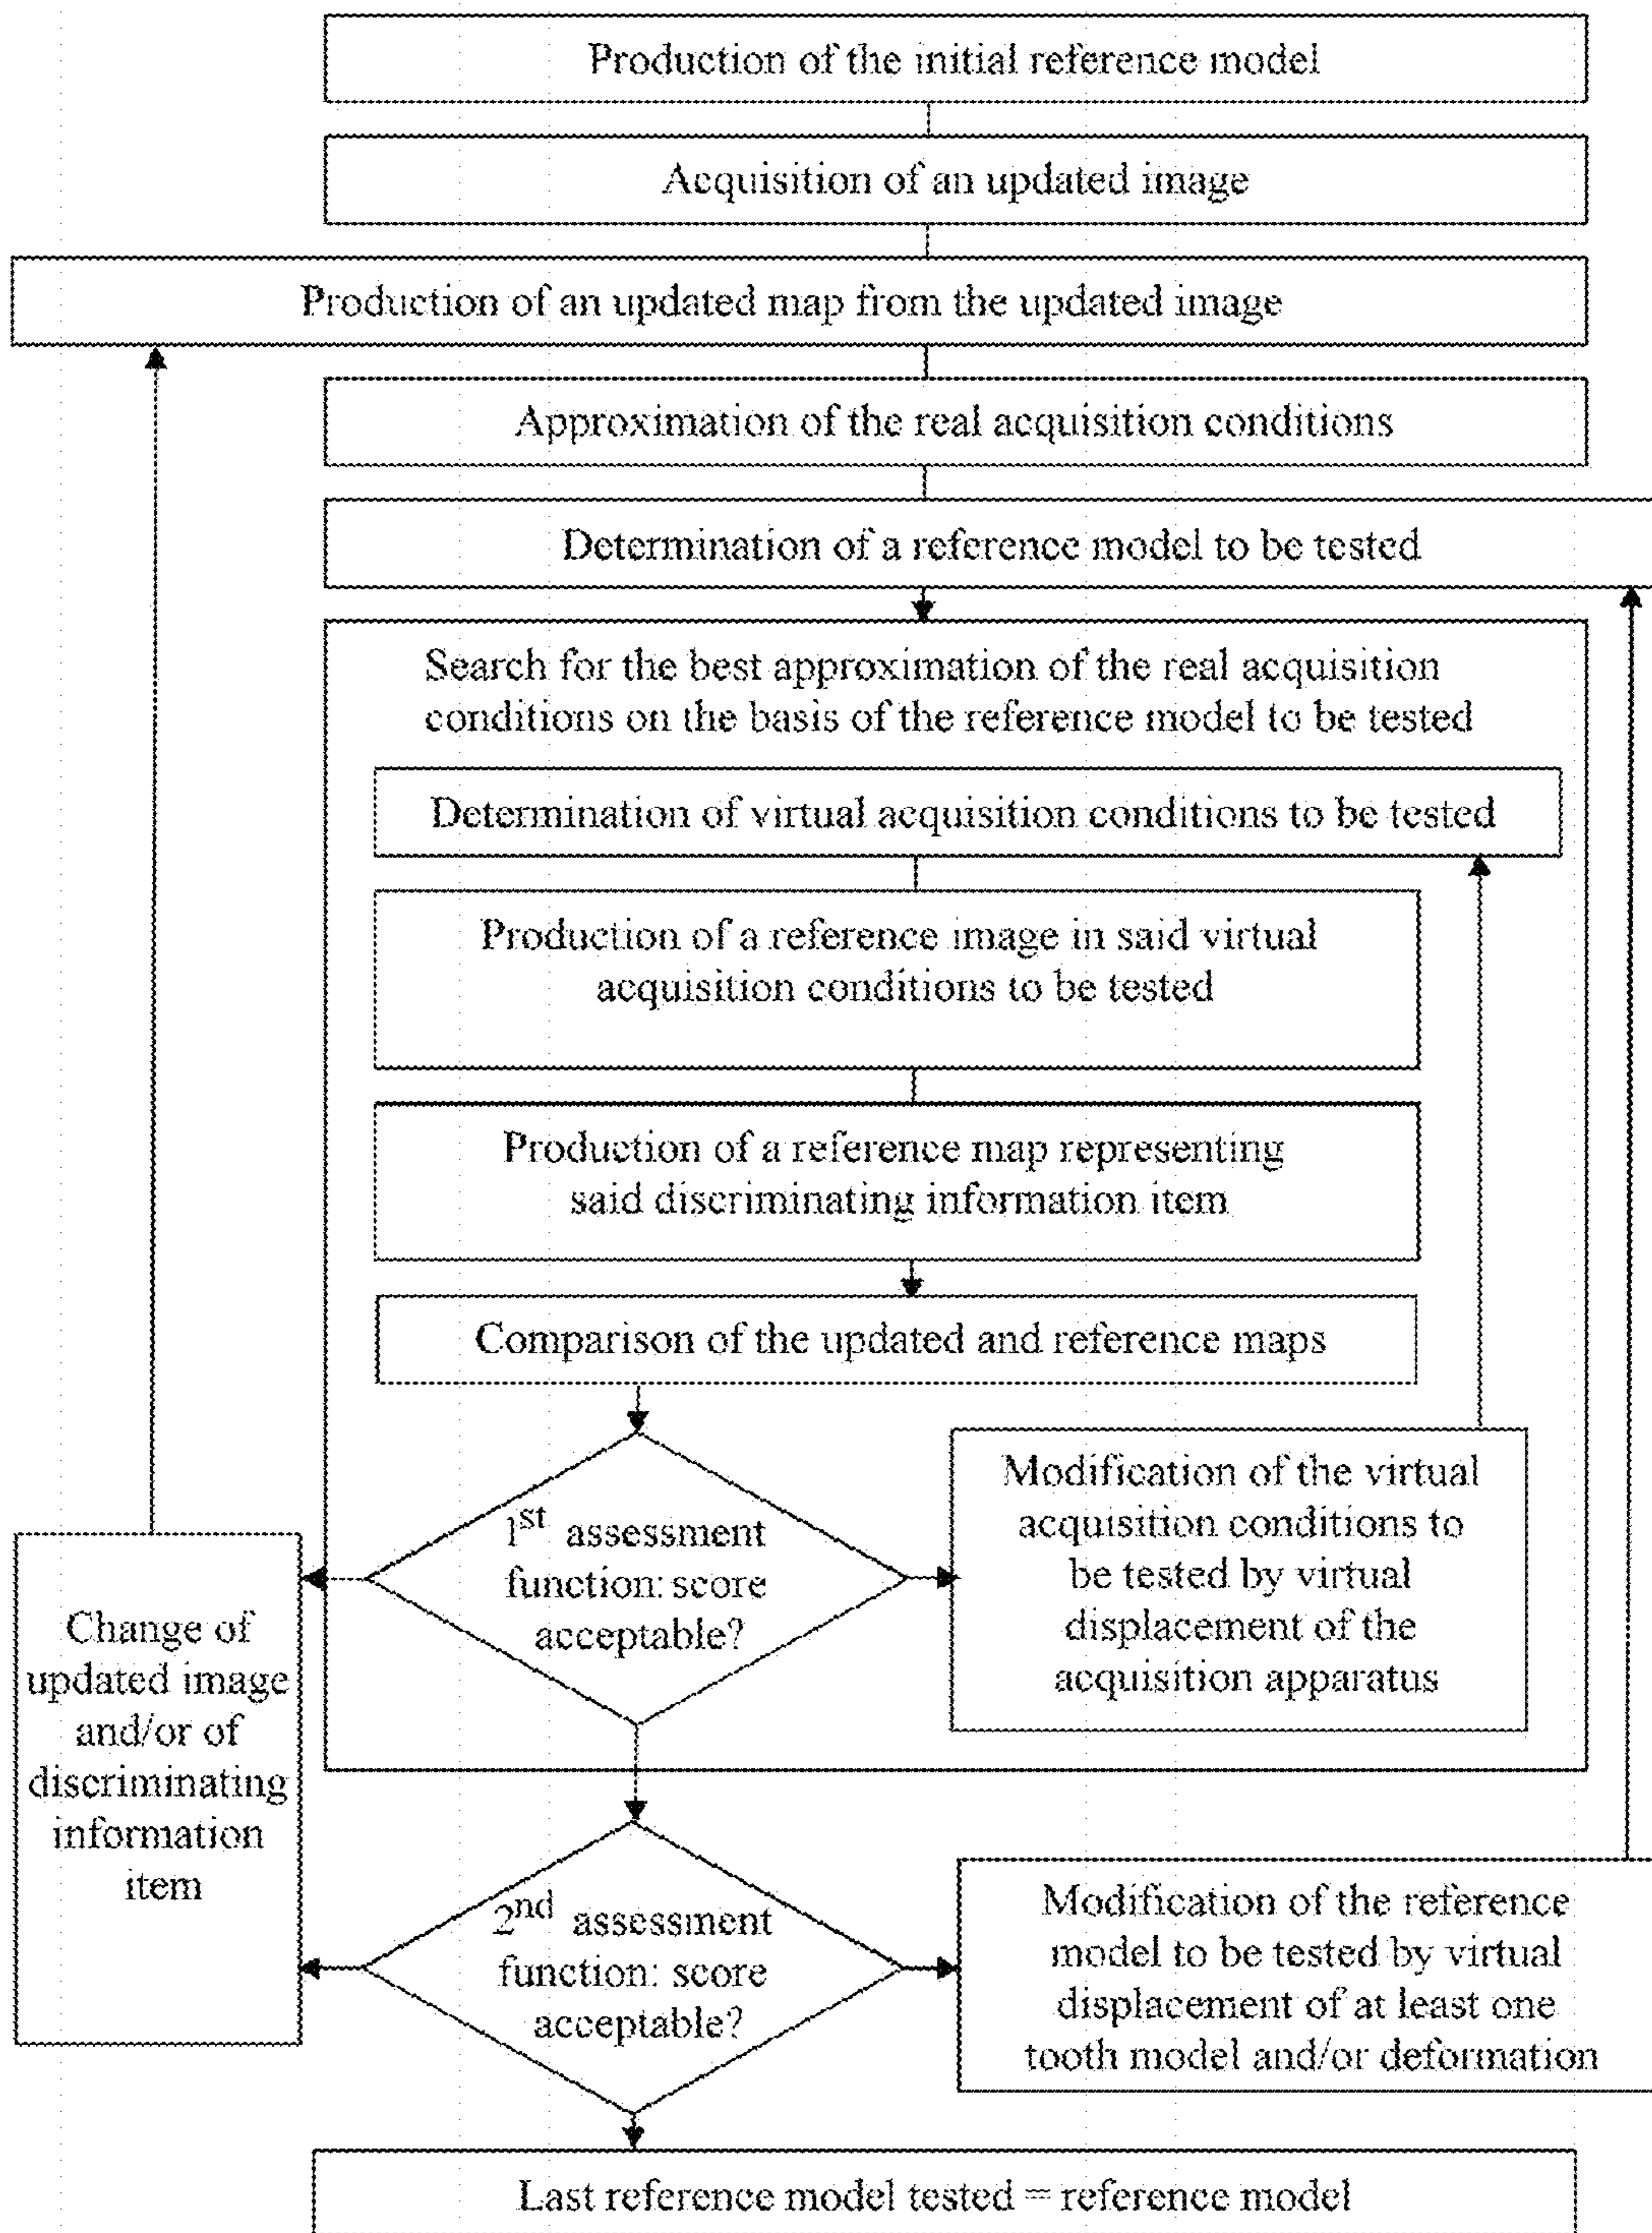 Production of the initial reference model
Acquisition of an updated image
Production of an updated map from the updated image
Approximation of the real acquisition conditions
Determination of a reference model to be tested
Search for the best approximation of the real acquisition
conditions on the basis of the reference model to be tested
Determination of virtual acquisition conditions to be tested
Production of a reference image in said virtual
acquisition conditions to be tested
Production of a reference map representing
said discriminating information item
Comparison of the updated and reference maps
1st assessment
function: score
acceptable?
Modification of the virtual
acquisition conditions to
be tested by virtual
displacement of the
acquisition apparatus
Change of
updated image
and/or of
discriminating
information
item
2nd assessment
function: score
acceptable?
Modification of the reference
model to be tested by virtual
displacement of at least one
tooth model and/or deformation
Last reference model tested = reference model